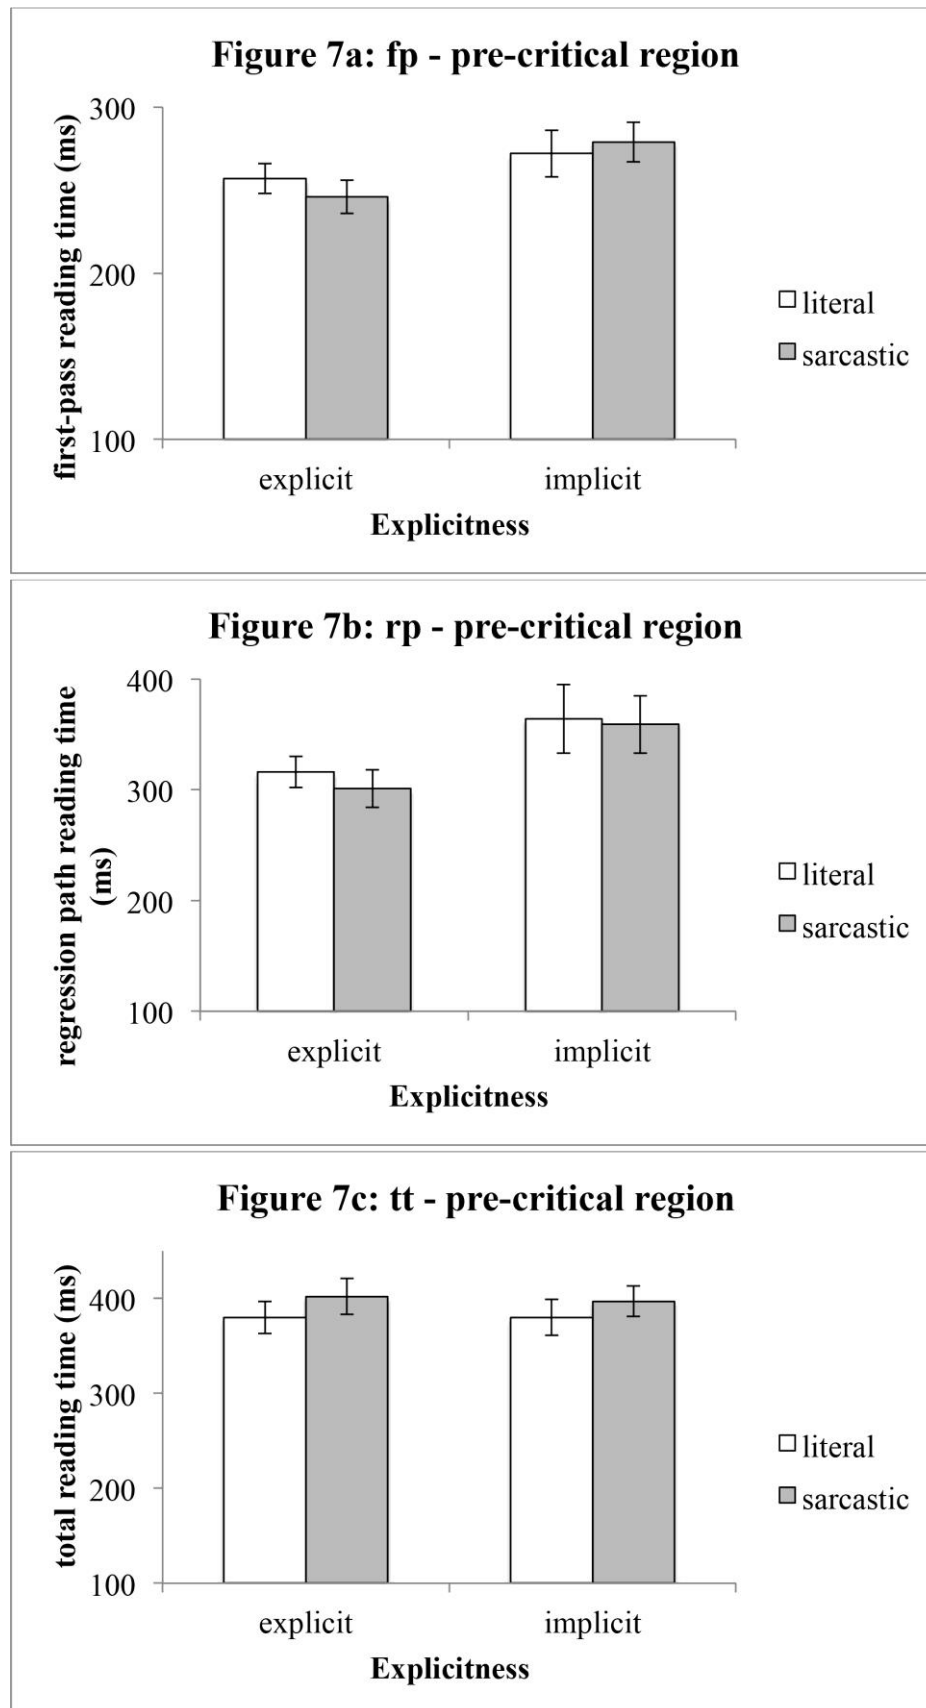 Figure 7a: fp - pre-critical region
first-pass reading time (ms)
300
200
100
explicit
implicit
Explicitness
literal
sarcastic
Figure 7b: rp - pre-critical region
regression path reading time
(ms)
400
300
200
100
explicit
implicit
Explicitness
literal
sarcastic
Figure 7c: tt - pre-critical region
total reading time (ms)
400
300
200
100
explicit
implicit
Explicitness
literal
sarcastic